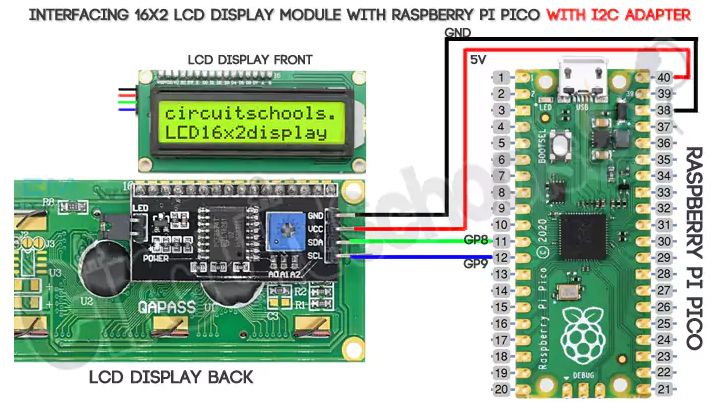 INTERFACING 16X2 LCD DISPLAY MODULE WITH RASPBERRY PI PICO WITH I2C ADAPTER
GND
5V
LCD DISPLAY FRONT
circuitschools.
LCD16x2display
R8
LED
POWER
GND
VCC
SDA
SCL
A0A1A2
J3
U3
U2
U1
QAPASS
C3
R2
R1
LCD DISPLAY BACK
GP8
GP9
1
2
3
4
5
6
7
8
9
10
11
12
13
14
15
16
17
18
19
20
LED
USB
BOOTSEL
Raspberry Pi Pico © 2020
DEBUG
40
39
38
37
36
35
34
33
32
31
30
29
28
27
26
25
24
23
22
21
RASPBERRY PI PICO